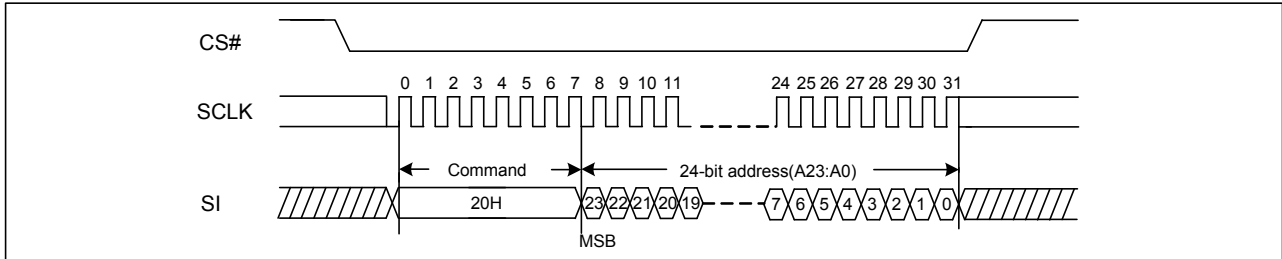 CS#
0 1 2 3 4 5 6 7 8 9 10 11 24 25 26 27 28 29 30 31
SCLK
Command 24-bit address(A23:A0)
SI 20H 23 22 21 20 19 7 6 5 4 3 2 1 0
MSB